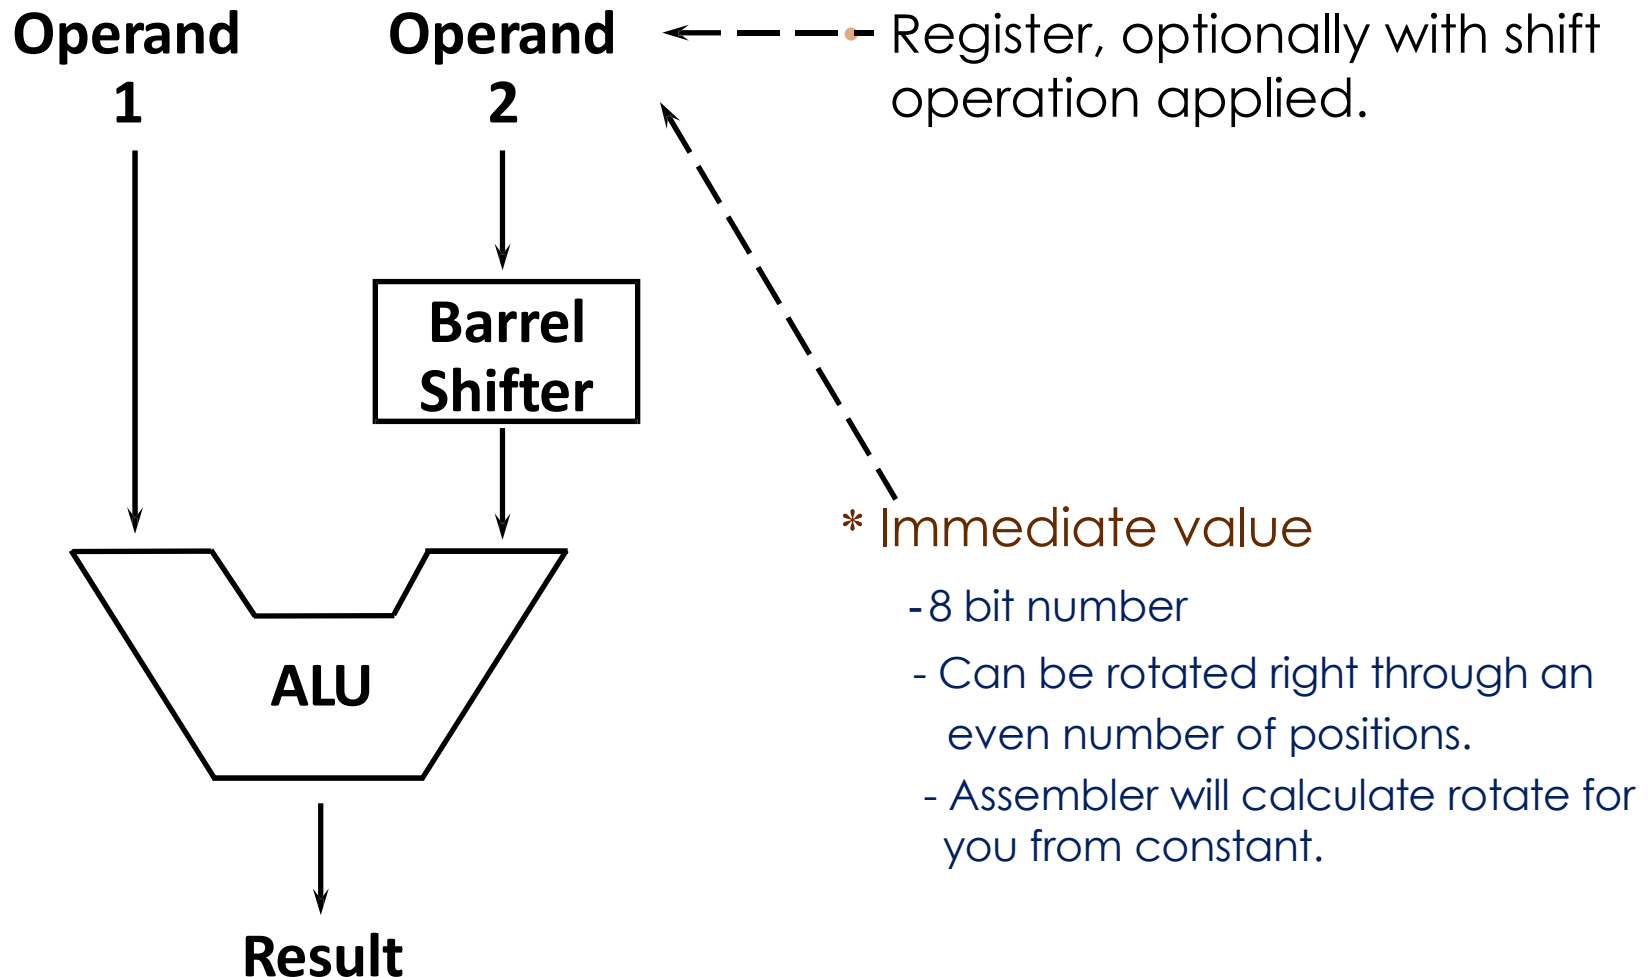 Operand
1
Operand
2
Register, optionally with shift
operation applied.
Barrel
Shifter
ALU
Result
* Immediate value
-8 bit number
- Can be rotated right through an
even number of positions.
- Assembler will calculate rotate for
you from constant.